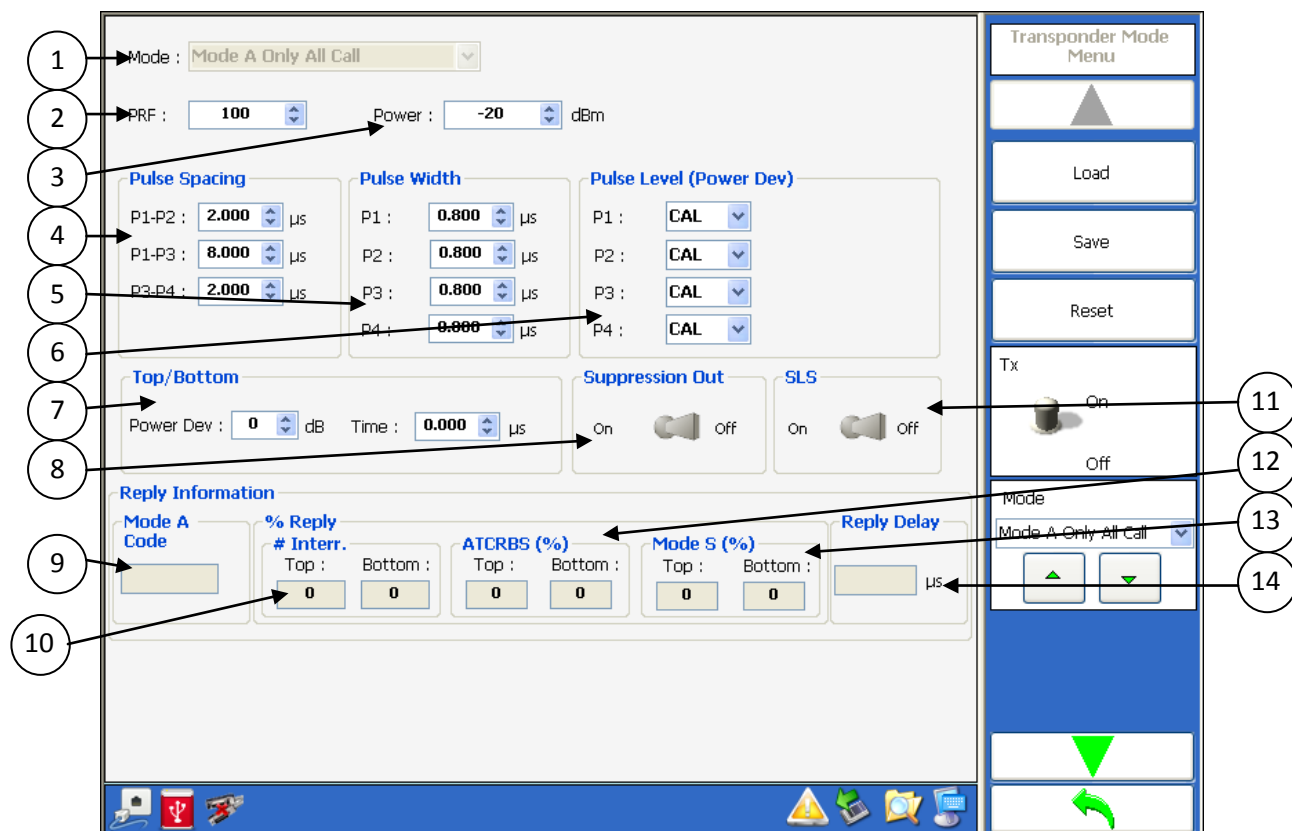 1
Mode : Mode A Only All Call
2
PRF : 100 Power : -20 dBm
3
Pulse Spacing Pulse Width Pulse Level (Power Dev)
4
P1-P2 : 2.000 µs P1 : 0.800 µs P1 : CAL
P1-P3 : 8.000 µs P2 : 0.800 µs P2 : CAL
5
P3-P4 : 2.000 µs P3 : 0.800 µs P3 : CAL
P4 : 0.800 µs P4 : CAL
6
Top/Bottom Suppression Out SLS
7
Power Dev : 0 dB Time : 0.000 µs On Off On Off
8
Reply Information
Mode A Code % Reply Reply Delay
# Interr. ATCRBS (%) Mode S (%)
9
Top : Bottom : Top : Bottom : Top : Bottom :
0 0 0 0 0 0 µs
10
Transponder Mode
Menu
Load
Save
Reset
Tx
On
11
Off
12
Mode
13
Mode A Only All Call
14